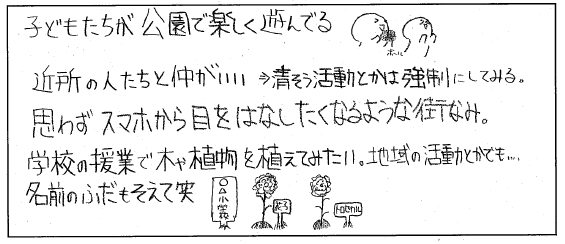 子どもたちが公園で楽しく遊んでる
ボール
近所の人たちと仲がいい ⇒清そう活動とかは強制にしてみる。
思わずスマホから目をはなしたくなるような街なみ。
学校の授業で木や植物を植えてみたい。地域の活動とかでも…
名前のふだもそえて笑
○△小学校